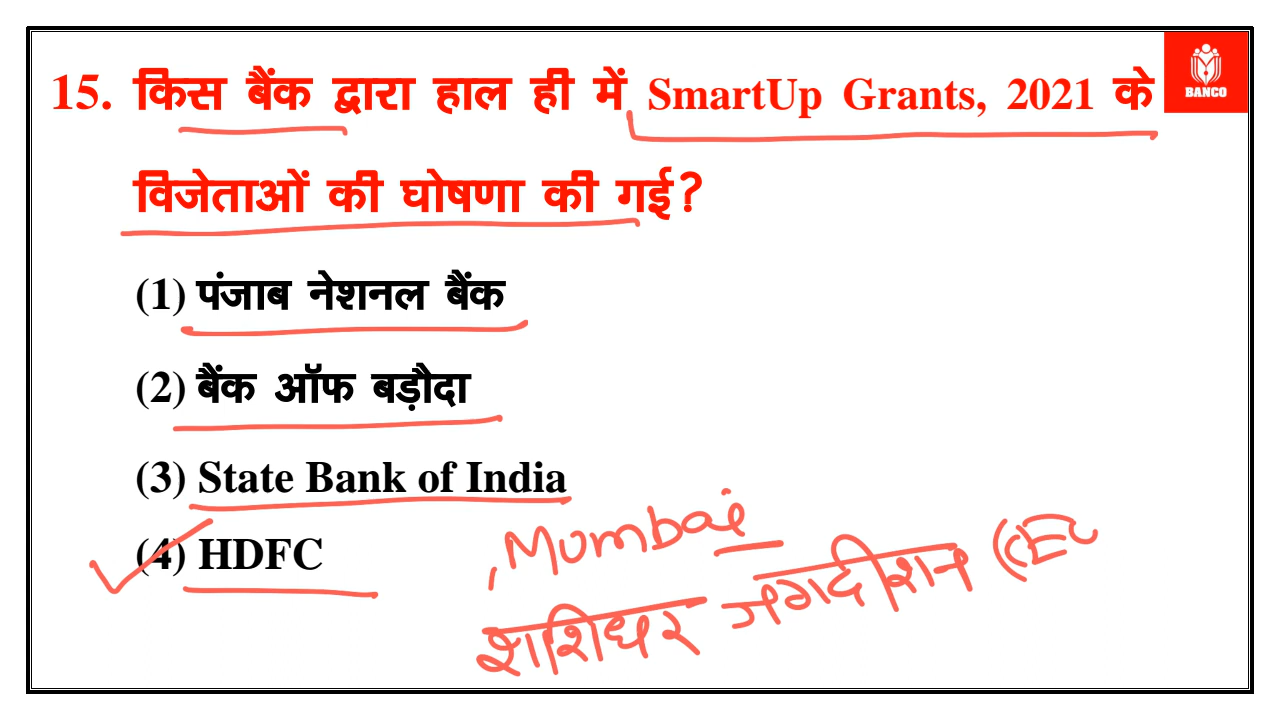 15. किस बैंक द्वारा हाल ही में SmartUp Grants, 2021 के
BANCO
विजेताओं की घोषणा की गई?
(1) पंजाब नेशनल बैंक
(2) बैंक ऑफ बड़ौदा
(3) State Bank of India
(4) HDFC
, Mumbai
शशिधर जगदीशन (CEO